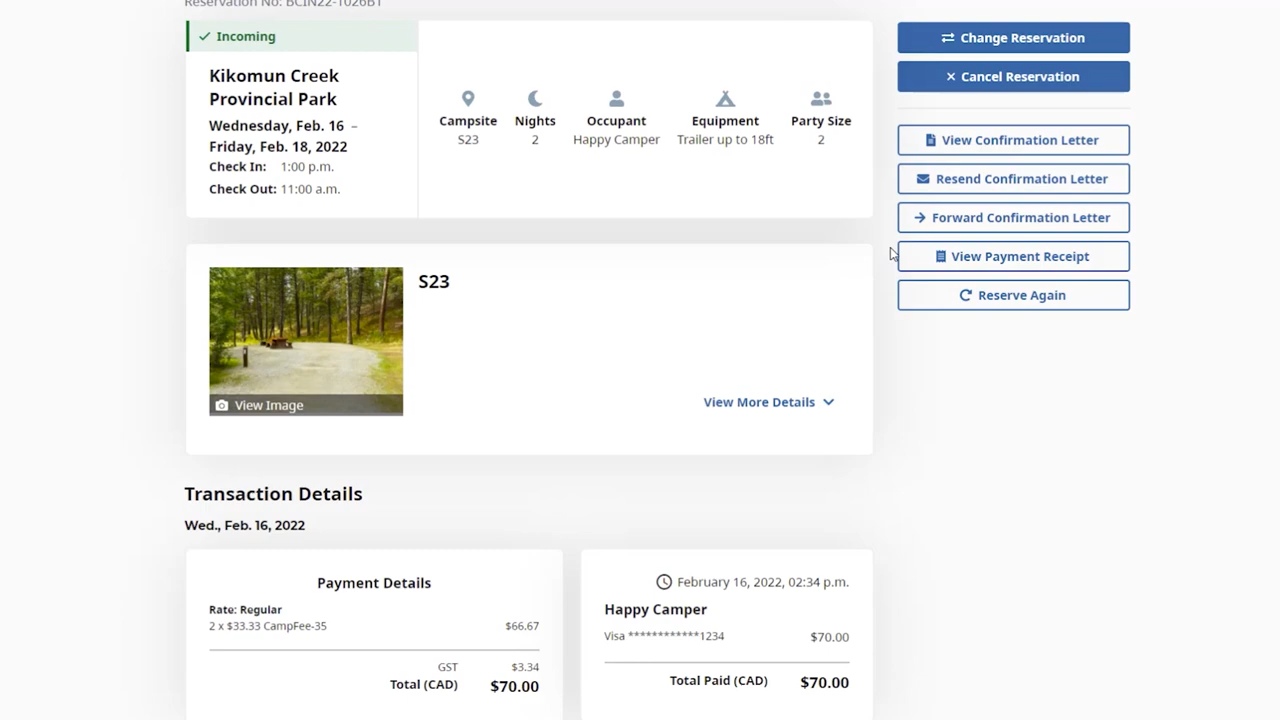 Reservation No: BCIN22-1026BT
Incoming
Kikomun Creek
Provincial Park
Wednesday, Feb. 16 –
Friday, Feb. 18, 2022
Check In: 1:00 p.m.
Check Out: 11:00 a.m.
Campsite
S23
Nights
2
Occupant
Happy Camper
Equipment
Trailer up to 18ft
Party Size
2
Change Reservation
Cancel Reservation
View Confirmation Letter
Resend Confirmation Letter
Forward Confirmation Letter
View Payment Receipt
Reserve Again
S23
View Image
View More Details
Transaction Details
Wed., Feb. 16, 2022
Payment Details
Rate: Regular
2 x $33.33 CampFee-35 $66.67
GST $3.34
Total (CAD) $70.00
February 16, 2022, 02:34 p.m.
Happy Camper
Visa ************1234 $70.00
Total Paid (CAD) $70.00